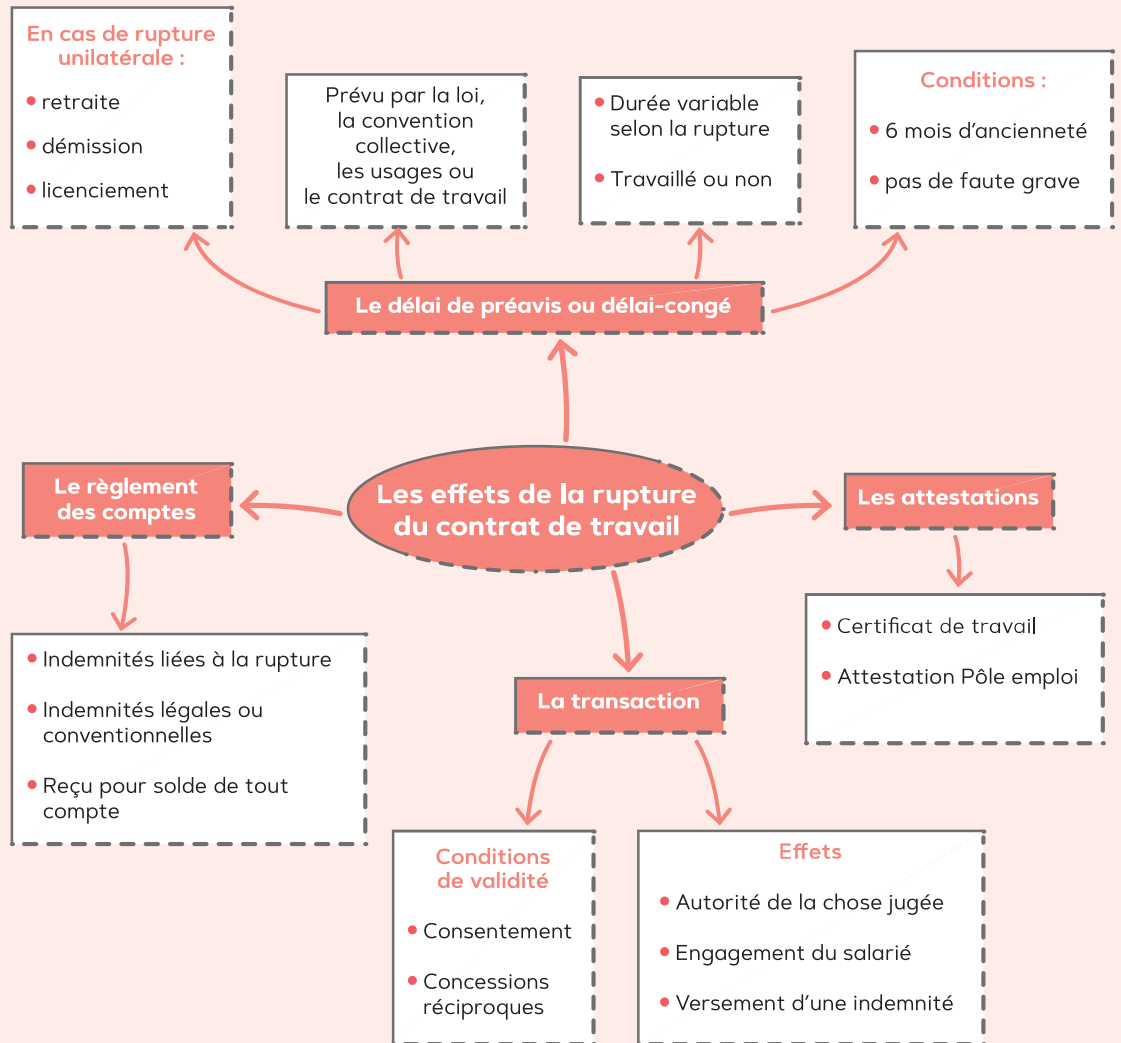 En cas de rupture
unilatérale :
• retraite
• démission
• licenciement
Prévu par la loi,
la convention
collective,
les usages ou
le contrat de travail
• Durée variable
selon la rupture
• Travaillé ou non
Conditions :
• 6 mois d'ancienneté
• pas de faute grave
Le délai de préavis ou délai-congé
Le règlement
des comptes
Les effets de la rupture
du contrat de travail
Les attestations
• Indemnités liées à la rupture
• Indemnités légales ou
conventionnelles
• Reçu pour solde de tout
compte
• Certificat de travail
• Attestation Pôle emploi
La transaction
Conditions
de validité
• Consentement
• Concessions
réciproques
Effets
• Autorité de la chose jugée
• Engagement du salarié
• Versement d'une indemnité